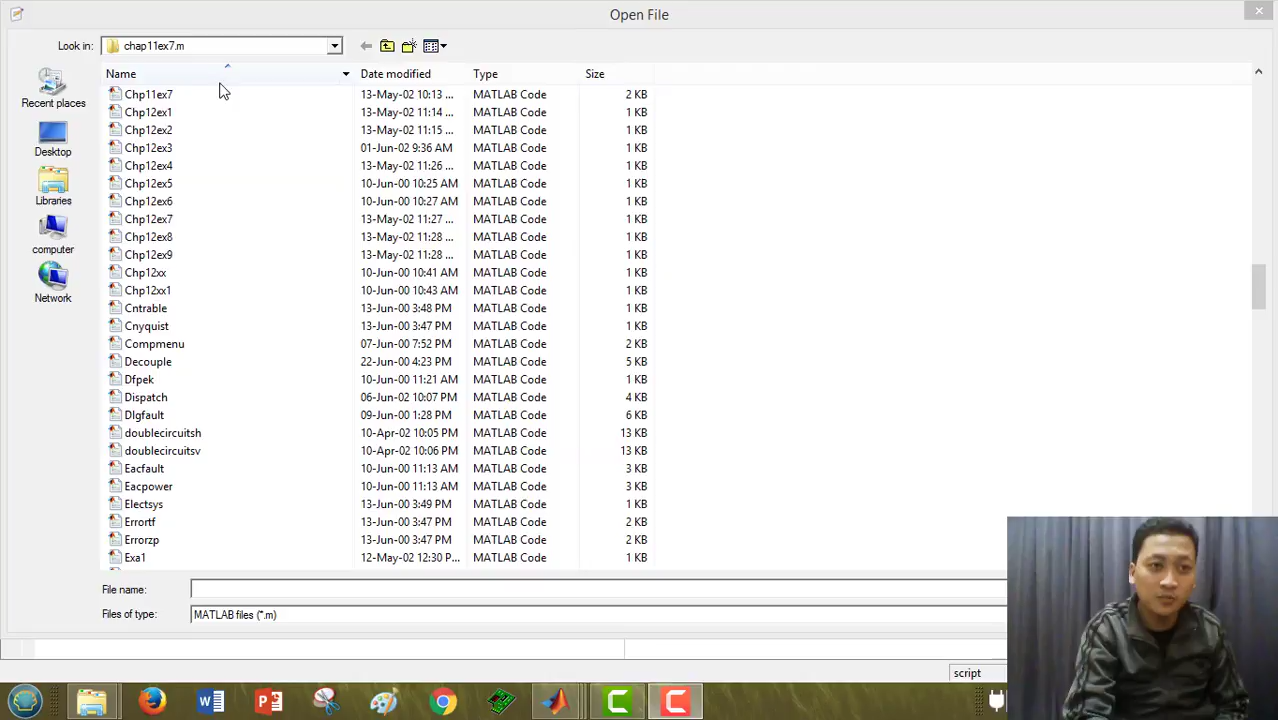 Open File
Look in: chap11ex7.m
Name Date modified Type Size
Recent places
Desktop
Libraries
computer
Network
Chp11ex7 13-May-02 10:13 ... MATLAB Code 2 KB
Chp12ex1 13-May-02 11:14 ... MATLAB Code 1 KB
Chp12ex2 13-May-02 11:15 ... MATLAB Code 1 KB
Chp12ex3 01-Jun-02 9:36 AM MATLAB Code 1 KB
Chp12ex4 13-May-02 11:26 ... MATLAB Code 1 KB
Chp12ex5 10-Jun-00 10:25 AM MATLAB Code 1 KB
Chp12ex6 10-Jun-00 10:27 AM MATLAB Code 1 KB
Chp12ex7 13-May-02 11:27 ... MATLAB Code 1 KB
Chp12ex8 13-May-02 11:28 ... MATLAB Code 1 KB
Chp12ex9 13-May-02 11:28 ... MATLAB Code 1 KB
Chp12xx 10-Jun-00 10:41 AM MATLAB Code 1 KB
Chp12xx1 10-Jun-00 10:43 AM MATLAB Code 1 KB
Cntrable 13-Jun-00 3:48 PM MATLAB Code 1 KB
Cnyquist 13-Jun-00 3:47 PM MATLAB Code 1 KB
Compmenu 07-Jun-00 7:52 PM MATLAB Code 2 KB
Decouple 22-Jun-00 4:23 PM MATLAB Code 5 KB
Dfpek 10-Jun-00 11:21 AM MATLAB Code 1 KB
Dispatch 06-Jun-02 10:07 PM MATLAB Code 4 KB
Dlgfault 09-Jun-00 1:28 PM MATLAB Code 6 KB
doublecircuitsh 10-Apr-02 10:05 PM MATLAB Code 13 KB
doublecircuitsv 10-Apr-02 10:06 PM MATLAB Code 13 KB
Eacfault 10-Jun-00 11:13 AM MATLAB Code 3 KB
Eacpower 10-Jun-00 11:13 AM MATLAB Code 3 KB
Electsys 13-Jun-00 3:49 PM MATLAB Code 1 KB
Errortf 13-Jun-00 3:47 PM MATLAB Code 2 KB
Errorzp 13-Jun-00 3:47 PM MATLAB Code 2 KB
Exa1 12-May-02 12:30 P... MATLAB Code 1 KB
File name:
Files of type: MATLAB files (*.m)
script